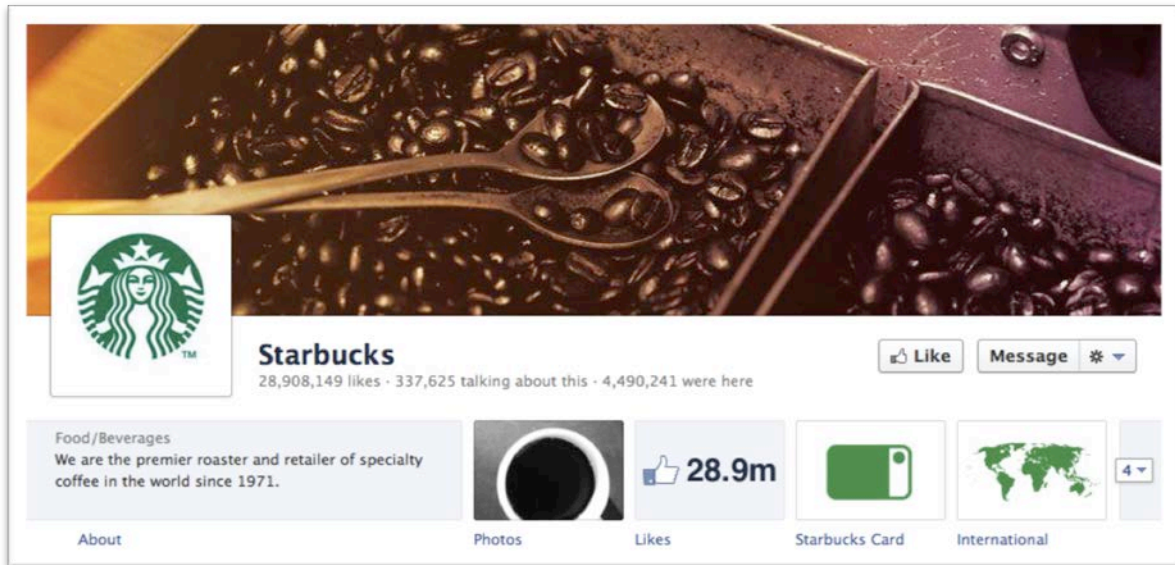 TM
Starbucks
28,908,149 likes · 337,625 talking about this · 4,490,241 were here
Like
Message
Food/Beverages
We are the premier roaster and retailer of specialty
coffee in the world since 1971.
28.9m
4
About
Photos
Likes
Starbucks Card
International